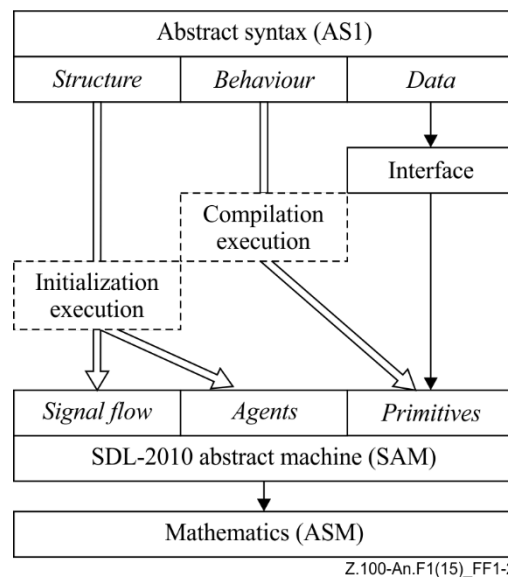 Abstract syntax (AS1)
Structure Behaviour Data
Interface
Compilation
execution
Initialization
execution
Signal flow Agents Primitives
SDL-2010 abstract machine (SAM)
Mathematics (ASM)
Z.100-An.F1(15)_FF1-2